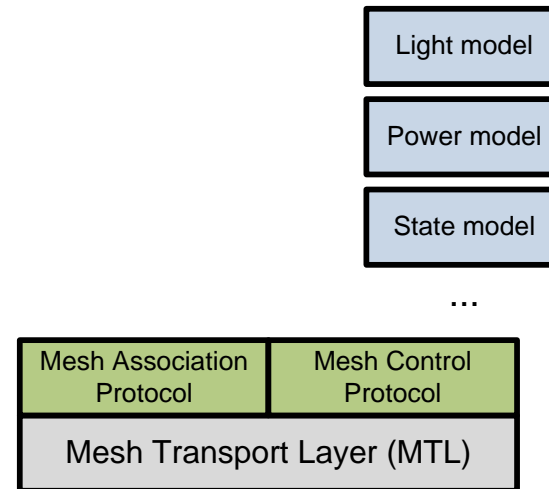 Light model
Power model
State model
...
Mesh Association
Protocol
Mesh Control
Protocol
Mesh Transport Layer (MTL)